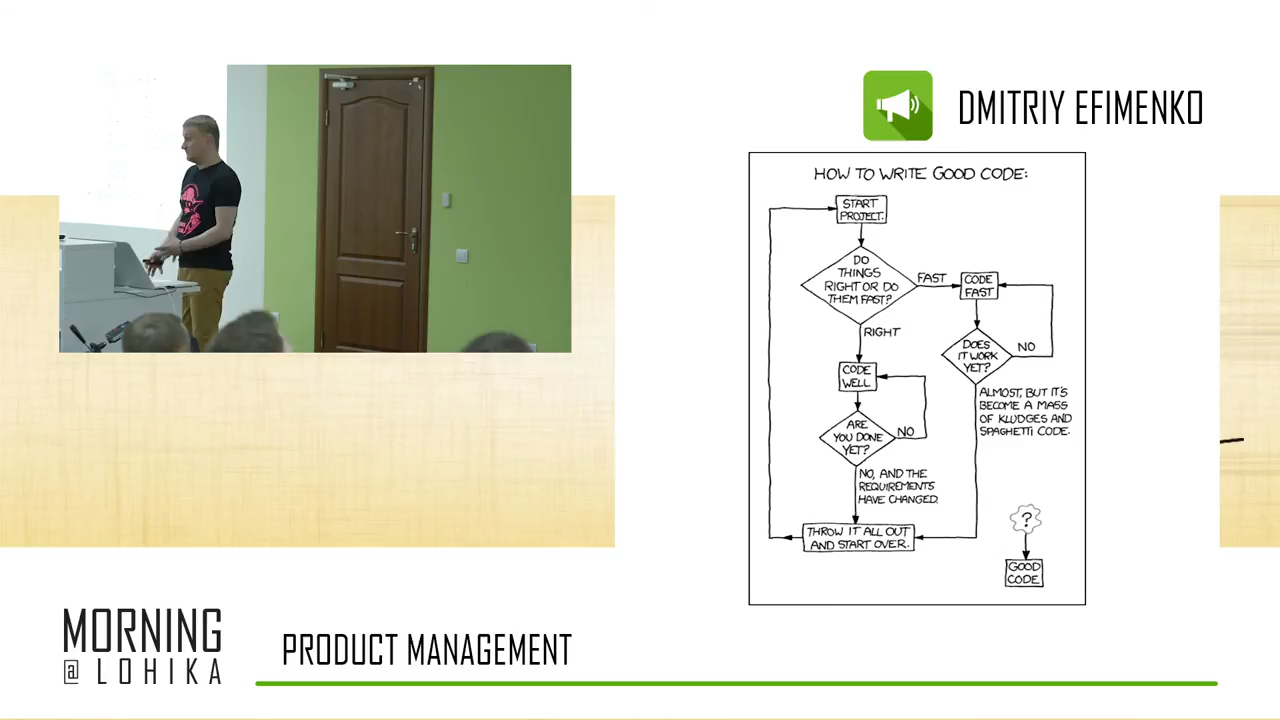 DMITRIY EFIMENKO
HOW TO WRITE GOOD CODE:
START
PROJECT.
DO
THINGS
RIGHT OR DO
THEM FAST?
FAST
CODE
FAST
RIGHT
DOES
IT WORK
YET?
NO
CODE
WELL
ALMOST, BUT IT'S
BECOME A MASS
OF KLUDGES AND
SPAGHETTI CODE.
ARE
YOU DONE
YET?
NO
NO, AND THE
REQUIREMENTS
HAVE CHANGED.
THROW IT ALL OUT
AND START OVER.
?
GOOD
CODE
MORNING
@ LOHIKA
PRODUCT MANAGEMENT